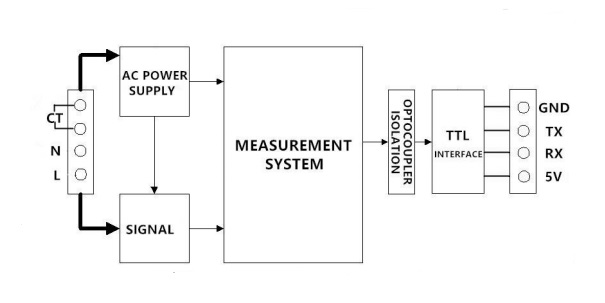 CT
N
L
AC POWER
SUPPLY
SIGNAL
MEASUREMENT
SYSTEM
OPTOCOUPLER
ISOLATION
TTL
INTERFACE
GND
TX
RX
5V